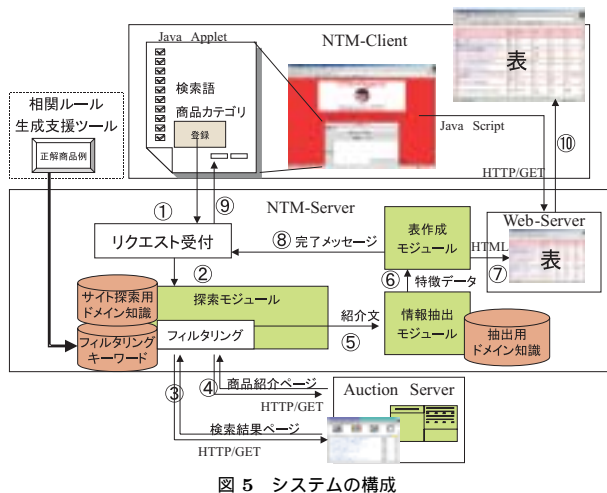 Java Applet
NTM-Client
検索語
商品カテゴリ
登録
表
相関ルール
生成支援ツール
正解商品例
Java Script
HTTP/GET
⑩
①
⑨
NTM-Server
リクエスト受付
⑧ 完了メッセージ
表作成
モジュール
HTML
⑦
Web-Server
表
②
⑥ 特徴データ
サイト探索用
ドメイン知識
探索モジュール
フィルタリング
フィルタリング
キーワード
紹介文
⑤
情報抽出
モジュール
抽出用
ドメイン知識
③
④ 商品紹介ページ
HTTP/GET
検索結果ページ
HTTP/GET
Auction Server
図 5 システムの構成